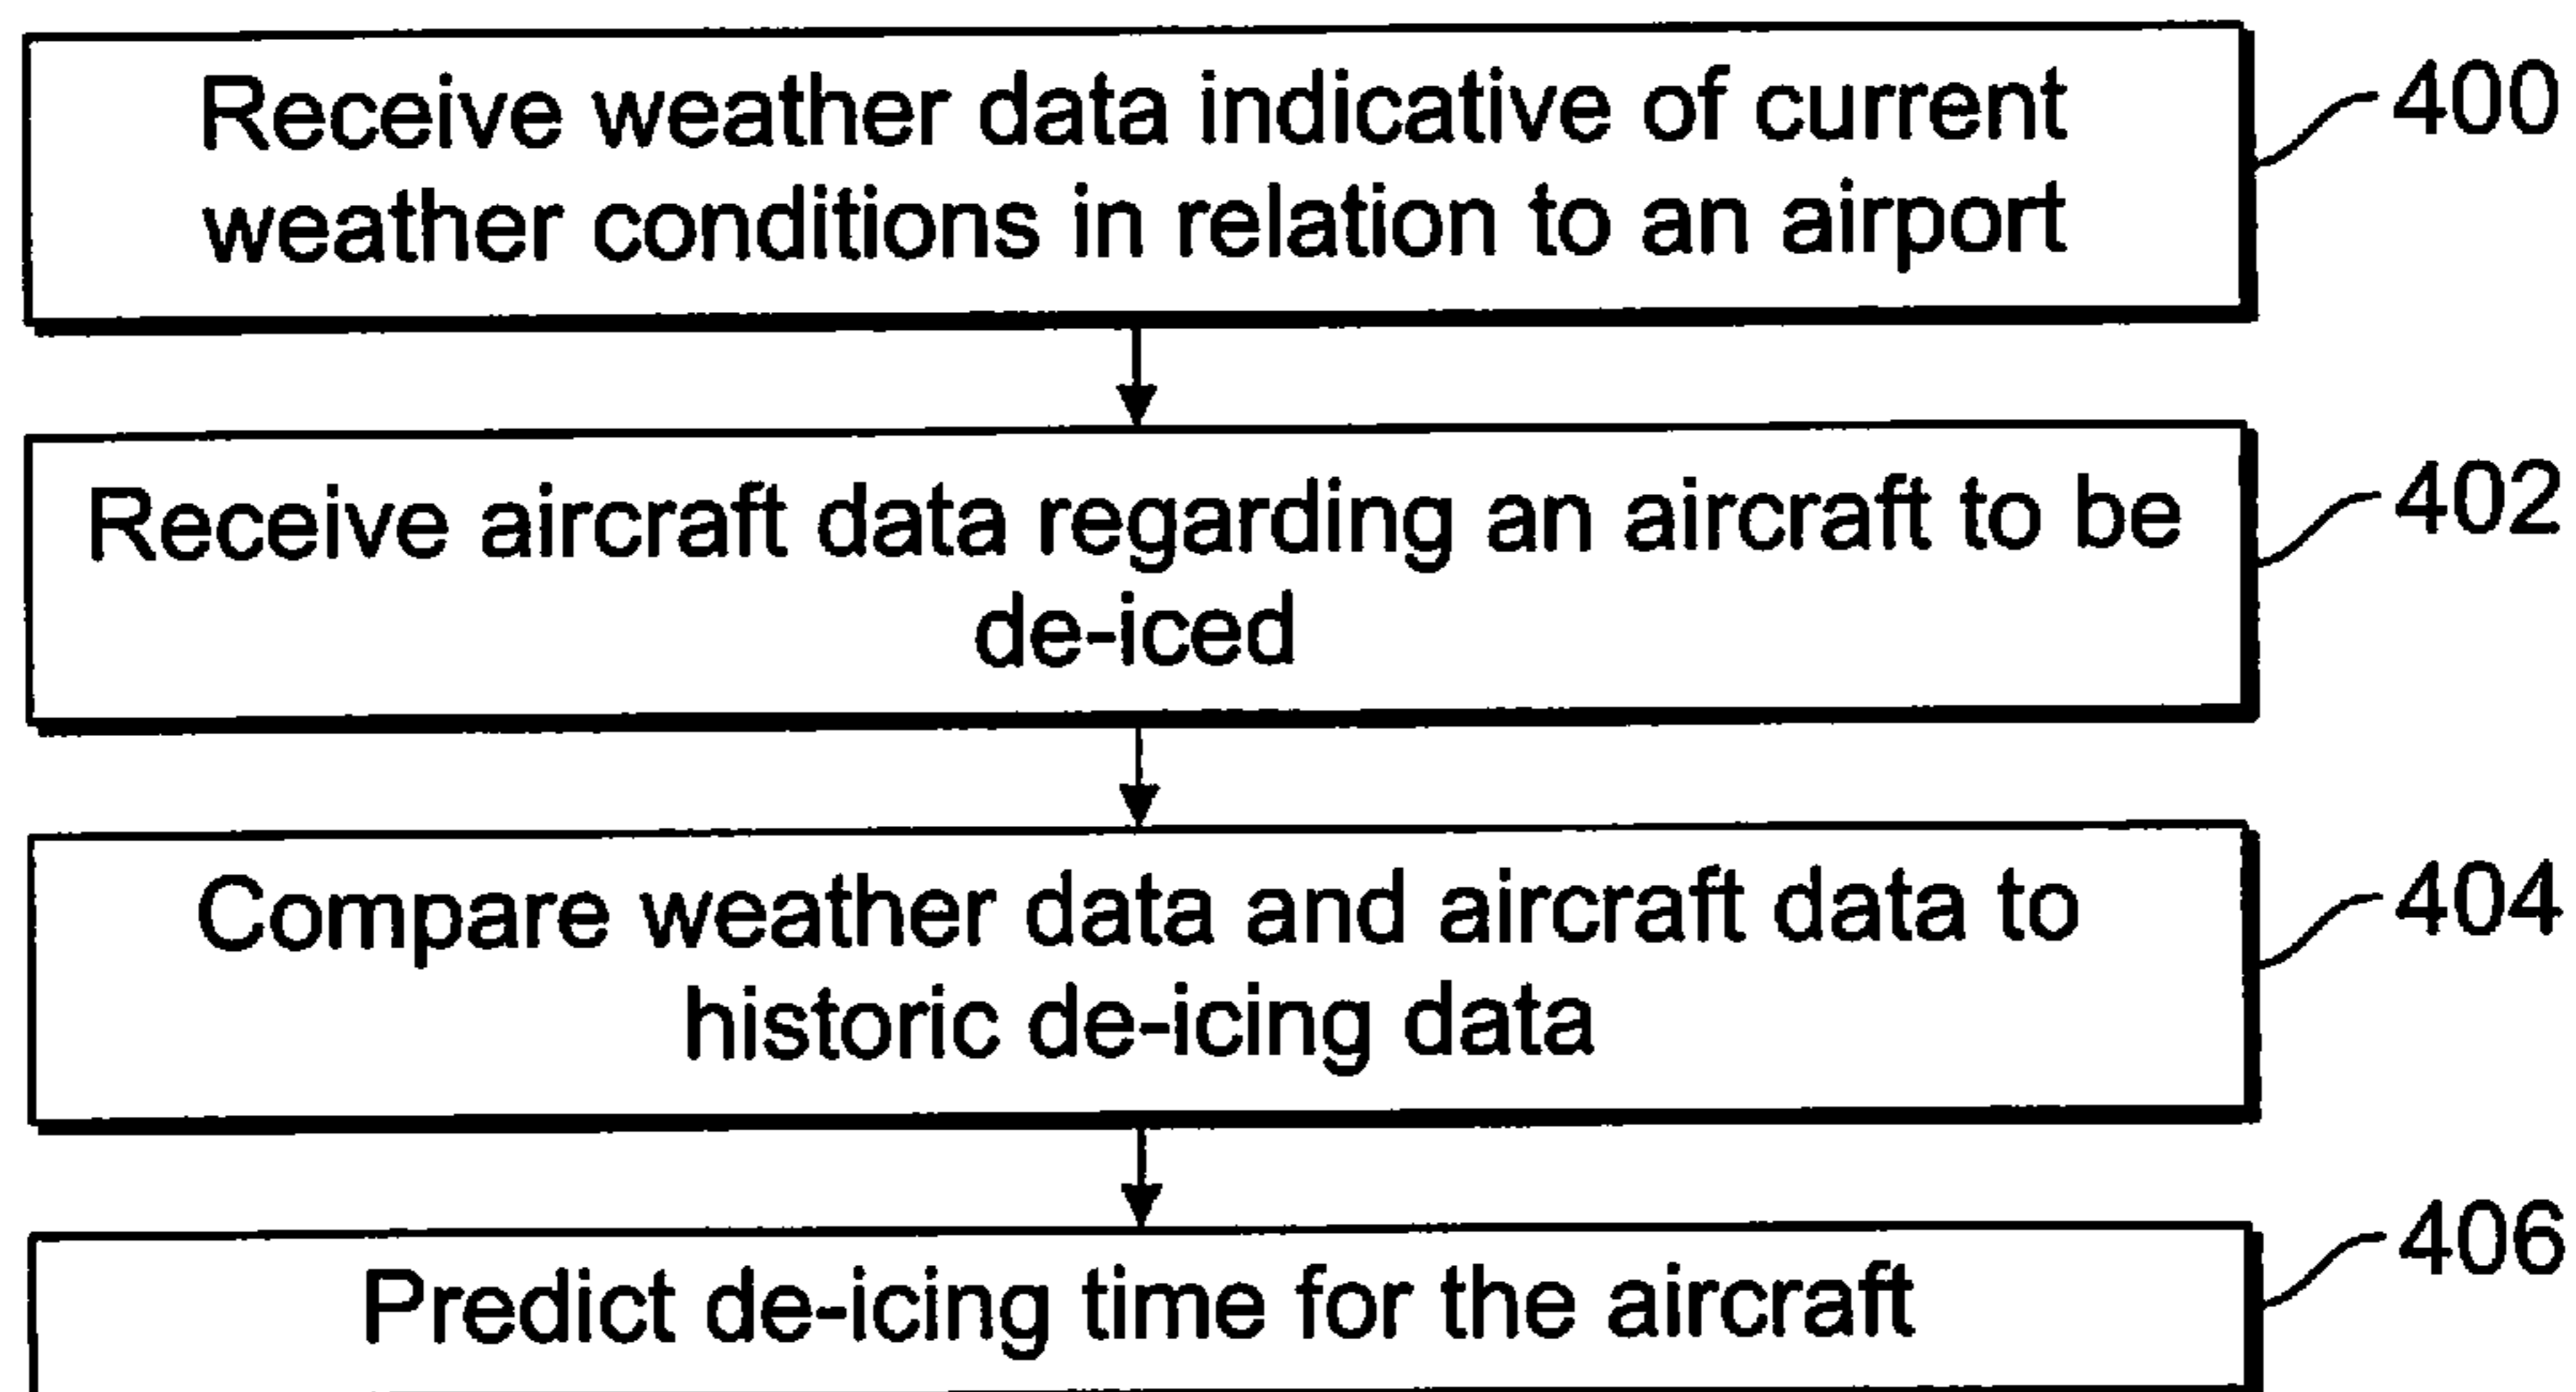 Receive weather data indicative of current
weather conditions in relation to an airport
400
Receive aircraft data regarding an aircraft to be
de-iced
402
Compare weather data and aircraft data to
historic de-icing data
404
Predict de-icing time for the aircraft
406